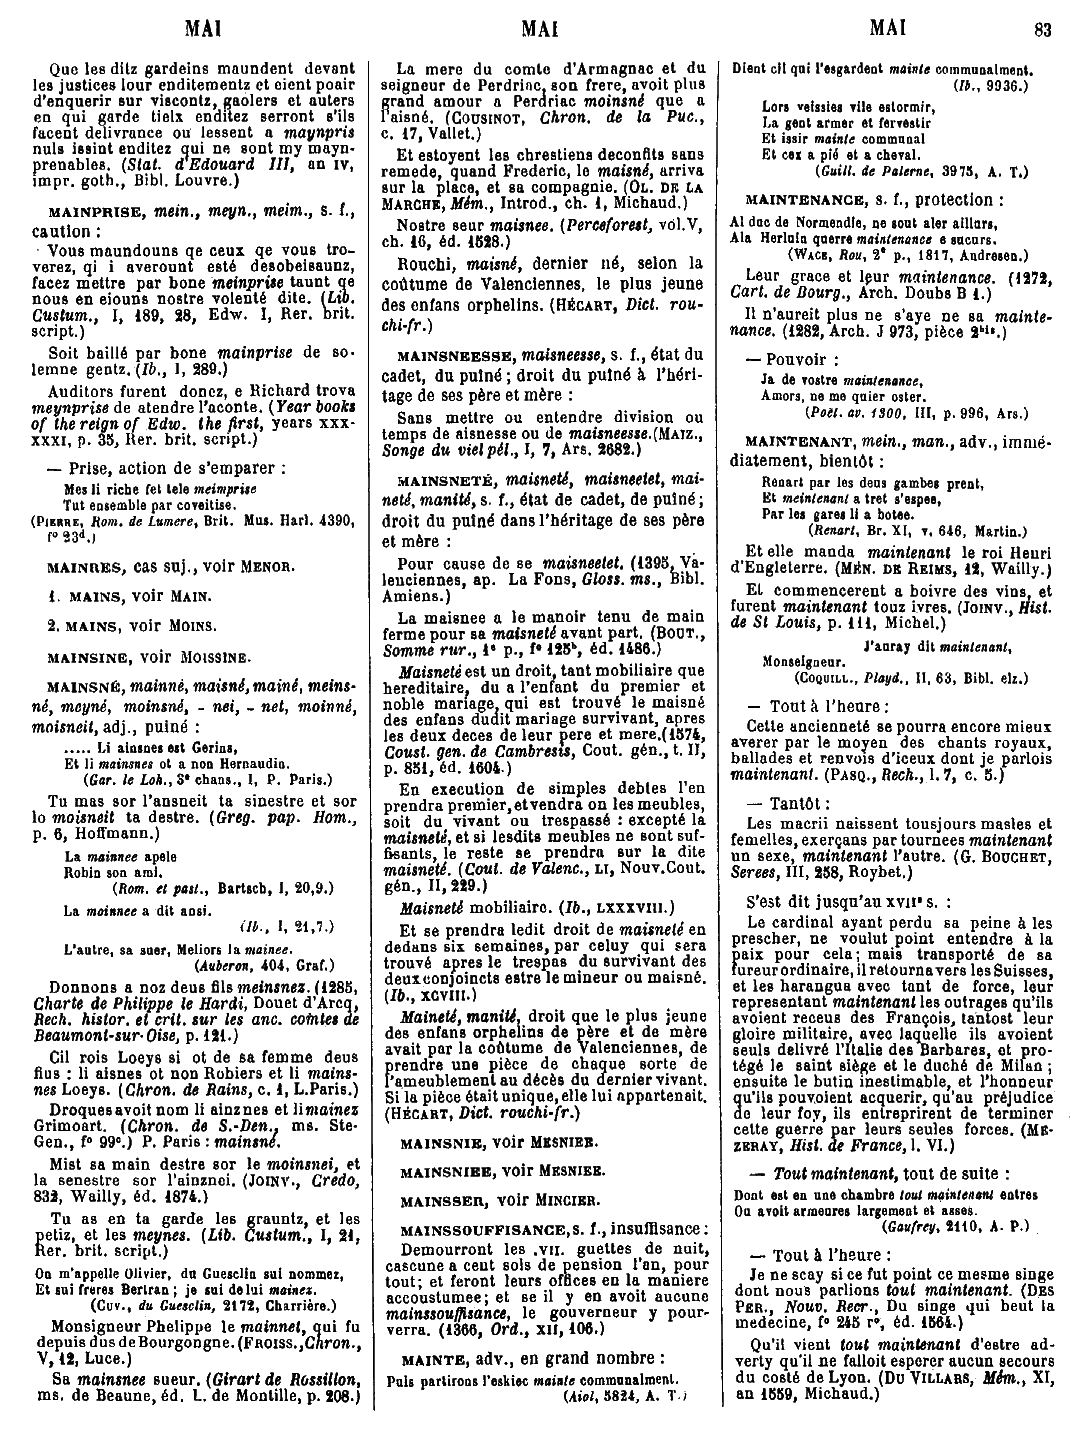 MAI
MAI
MAI
83
Que les ditz gardeins maundent devant
les justices lour enditementz et eient poair
d'enquerir sur viscontz, gaolers et auters
en qui garde tielx enditez serront s'ils
facent delivrance ou lessent a maynpris
nuls issint enditez qui ne sont my mayn-
prenables. (Stat. d'Edouard III, an IV,
impr. goth., Bibl. Louvre.)
MAINPRISE, mein., meyn., meim., s. f.,
caution :
Vous maundouns qe ceux qe vous tro-
verez, qi i averount esté desobeisaunz,
facez mettre par bone meinprise taunt qe
nous en eiouns nostre volenté dite. (Lib.
Custum., I, 189, 28, Edw. I, Rer. brit.
script.)
Soit baillé par bone mainprise de so-
lemne gentz. (Ib., I, 289.)
Auditors furent donez, e Richard trova
meynprise de atendre l'aconte. (Year books
of the reign of Edw. the first, years XXX-
XXXI, p. 35, Rer. brit. script.)
— Prise, action de s'emparer :
Mes li riche fet tele meimprise
Tut ensemble par coveitise.
(PIERRE, Rom. de Lumere, Brit. Mus. Harl. 4390,
f° 23d.)
MAINRES, cas suj., voir MENOR.
1. MAINS, voir MAIN.
2. MAINS, voir MOINS.
MAINSINE, voir MOISSINE.
MAINSNÉ, mainné, maisné, mainé, meins-
né, meyné, moinsné, - nei, - net, moinné,
moisneit, adj., puîné :
..... Li ainsnes est Gerins,
Et li mainsnes ot a non Hernaudin.
(Gar. le Loh., 3e chans., I, P. Paris.)
Tu mas sor l'ansneit ta sinestre et sor
lo moisneit ta destre. (Greg. pap. Hom.,
p. 6, Hoffmann.)
La mainnee apele
Robin son ami.
(Rom. et past., Bartsch, I, 20,9.)
La moinnee a dit ansi.
(Ib., I, 21,7.)
L'autre, sa suer, Meliors la mainee.
(Auberon, 404, Graf.)
Donnons a noz deus fils meinsnez. (1285,
Charte de Philippe le Hardi, Douet d'Arcq,
Rech. histor. et crit. sur les anc. comtes de
Beaumont-sur-Oise, p. 121.)
Cil rois Loeys si ot de sa femme deus
fius : li aisnes ot non Robiers et li mains-
nes Loeys. (Chron. de Rains, c. 1, L.Paris.)
Droques avoit nom li ainznes et li mainez
Grimoart. (Chron. de S.-Den., ms. Ste-
Gen., f° 99c.) P. Paris : mainsné.
Mist sa main destre sor le moinsnei, et
la senestre sor l'ainznei. (JOINV., Credo,
832, Wailly, éd. 1874.)
Tu as en ta garde les grauntz, et les
petiz, et les meynes. (Lib. Custum., I, 21,
Rer. brit. script.)
On m'appelle Olivier, du Guesclin sui nommez,
Et sui freres Bertran ; je sui de lui mainez.
(CUV., du Guesclin, 2172, Charrière.)
Monsigneur Phelippe le mainnet, qui fu
depuis dus de Bourgongne. (FROISS., Chron.,
V, 12, Luce.)
Sa mainsnee sueur. (Girart de Rossillon,
ms. de Beaune, éd. L. de Montille, p. 208.)
La mere du comte d'Armagnac et du
seigneur de Perdriac, son frere, avoit plus
grand amour a Perdriac moinsné que a
l'aisné. (COUSINOT, Chron. de la Puc.,
c. 17, Vallet.)
Et estoyent les chrestiens deconfits sans
remede, quand Frederic, le maisné, arriva
sur la place, et sa compagnie. (OL. DE LA
MARCHE, Mém., Introd., ch. 1, Michaud.)
Nostre seur maisnee. (Perceforest, vol. V,
ch. 16, éd. 1528.)
Rouchi, maisné, dernier né, selon la
coûtume de Valenciennes, le plus jeune
des enfans orphelins. (HÉCART, Dict. rou-
chi-fr.)
MAINSNEESSE, maisneesse, s. f., état du
cadet, du puîné ; droit du puîné à l'héri-
tage de ses père et mère :
Sans mettre ou entendre division ou
temps de aisnesse ou de maisneesse. (MAIZ.,
Songe du viel pél., I, 7, Ars. 2682.)
MAINSNETÉ, maisneté, maisneetet, mai-
neté, manité, s. f., état de cadet, de puîné ;
droit du puîné dans l'héritage de ses père
et mère :
Pour cause de se maisneetet. (1395, Va-
lenciennes, ap. La Fons, Gloss. ms., Bibl.
Amiens.)
La maisnee a le manoir tenu de main
ferme pour sa maisneté avant part. (BOUT.,
Somme rur., 1e p., f° 125b, éd. 1486.)
Maisneté est un droit, tant mobiliaire que
hereditaire, du a l'enfant du premier et
noble mariage, qui est trouvé le maisné
des enfans dudit mariage survivant, apres
les deux deces de leur pere et mere. (1574,
Coust. gen. de Cambresis, Cout. gén., t. II,
p. 851, éd. 1604.)
En execution de simples debtes l'en
prendra premier, et vendra on les meubles,
soit du vivant ou trespassé : excepté la
maisneté, et si lesdits meubles ne sont suf-
fisants, le reste se prendra sur la dite
maisneté. (Cout. de Valenc., LI, Nouv. Cout.
gén., II, 229.)
Maisneté mobiliaire. (Ib., LXXXVIII.)
Et se prendra ledit droit de maisneté en
dedans six semaines, par celuy qui sera
trouvé apres le trespas du survivant des
deux conjoincts estre le mineur ou maisné.
(Ib., XCVIII.)
Maineté, manité, droit que le plus jeune
des enfans orphelins de père et de mère
avait par la coûtume de Valenciennes, de
prendre une pièce de chaque sorte de
l'ameublement au décès du dernier vivant.
Si la pièce était unique, elle lui appartenait.
(HÉCART, Dict. rouchi-fr.)
MAINSNIE, voir MESNIEE.
MAINSNIEE, voir MESNIEE.
MAINSSER, voir MINCIER.
MAINSSOUFFISANCE, s. f., insuffisance :
Demourront les .VII. guettes de nuit,
cascune a cent sols de pension l'an, pour
tout ; et feront leurs offices en la maniere
accoustumee ; et se il y en avoit aucune
mainssouffisance, le gouverneur y pour-
verra. (1366, Ord., XII, 106.)
MAINTE, adv., en grand nombre :
Puis partirons l'eskiec mainte communalment.
(Aiol, 5824, A. T.)
Dient cil qui l'esgardent mainte communalment.
(Ib., 9936.)
Lors veissies vile estormir,
La gent armer et fervestir
Et issir mainte communal
Et cex a pié et a cheval.
(Guill. de Palerne, 3975, A. T.)
MAINTENANCE, s. f., protection :
Al duc de Normendie, ne sout aler aillurs,
Ala Herluin querre maintenance e sucurs.
(WACE, Rou, 2e p., 1817, Andresen.)
Leur grace et leur maintenance. (1272,
Cart. de Bourg., Arch. Doubs B 1.)
Il n'aureit plus ne s'aye ne sa mainte-
nance. (1282, Arch. J 973, pièce 2bis.)
— Pouvoir :
Ja de vostre maintenance,
Amors, ne me quier oster.
(Poet. av. 1300, III, p. 996, Ars.)
MAINTENANT, mein., man., adv., immé-
diatement, bientôt :
Renart par les deus gambes prent,
Et meintenant a tret s'espee,
Par les gares li a botee.
(Renart, Br. XI, v. 646, Martin.)
Et elle manda maintenant le roi Henri
d'Engleterre. (MÉN. DE REIMS, 12, Wailly.)
Et commencerent a boivre des vins, et
furent maintenant touz ivres. (JOINV., Hist.
de St Louis, p. 111, Michel.)
J'auray dit maintenant,
Monseigneur.
(COQUILL., Playd., II, 63, Bibl. elz.)
— Tout à l'heure :
Cette ancienneté se pourra encore mieux
averer par le moyen des chants royaux,
ballades et renvois d'iceux dont je parlois
maintenant. (PASQ., Rech., l. 7, c. 5.)
— Tantôt :
Les macrii naissent tousjours masles et
femelles, exerçans par tournees maintenant
un sexe, maintenant l'autre. (G. BOUCHET,
Serees, III, 258, Roybet.)
S'est dit jusqu'au XVIIe s. :
Le cardinal ayant perdu sa peine à les
prescher, ne voulut point entendre à la
paix pour cela ; mais transporté de sa
fureur ordinaire, il retourna vers les Suisses,
et les harangua avec tant de force, leur
representant maintenant les outrages qu'ils
avoient receus des François, tantost leur
gloire militaire, avec laquelle ils avoient
seuls delivré l'Italie des Barbares, et pro-
tégé le saint siège et le duché de Milan ;
ensuite le butin inestimable, et l'honneur
qu'ils pouvoient acquerir, qu'au préjudice
de leur foy, ils entreprirent de terminer
cette guerre par leurs seules forces. (ME-
ZERAY, Hist. de France, l. VI.)
— Tout maintenant, tout de suite :
Dont est en une chambre tout maintenant entres
Ou avoit armeures largement et asses.
(Gaufrey, 2110, A. P.)
— Tout à l'heure :
Je ne scay si ce fut point ce mesme singe
dont nous parlions tout maintenant. (DES
PER., Nouv. Recr., Du singe qui beut la
medecine, f° 245 r°, éd. 1564.)
Qu'il vient tout maintenant d'estre ad-
verty qu'il ne falloit esperer aucun secours
du costé de Lyon. (DU VILLARS, Mém., XI,
an 1559, Michaud.)